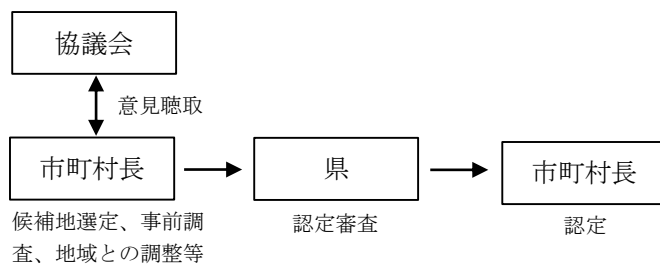 協議会
意見聴取
市町村長
県
市町村長
候補地選定、事前調
査、地域との調整等
認定審査
認定